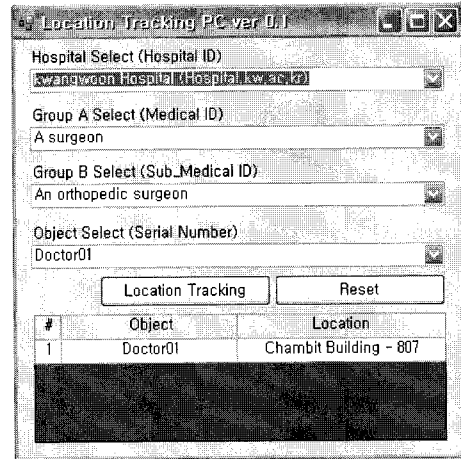 Location Tracking PC ver 0.1
Hospital Select (Hospital ID)
kwangwoon Hospital (Hospital.kw.ac.kr)
Group A Select (Medical ID)
A surgeon
Group B Select (Sub_Medical ID)
An orthopedic surgeon
Object Select (Serial Number)
Doctor01
Location Tracking Reset
# Object Location
1 Doctor01 Chambit Building - 807